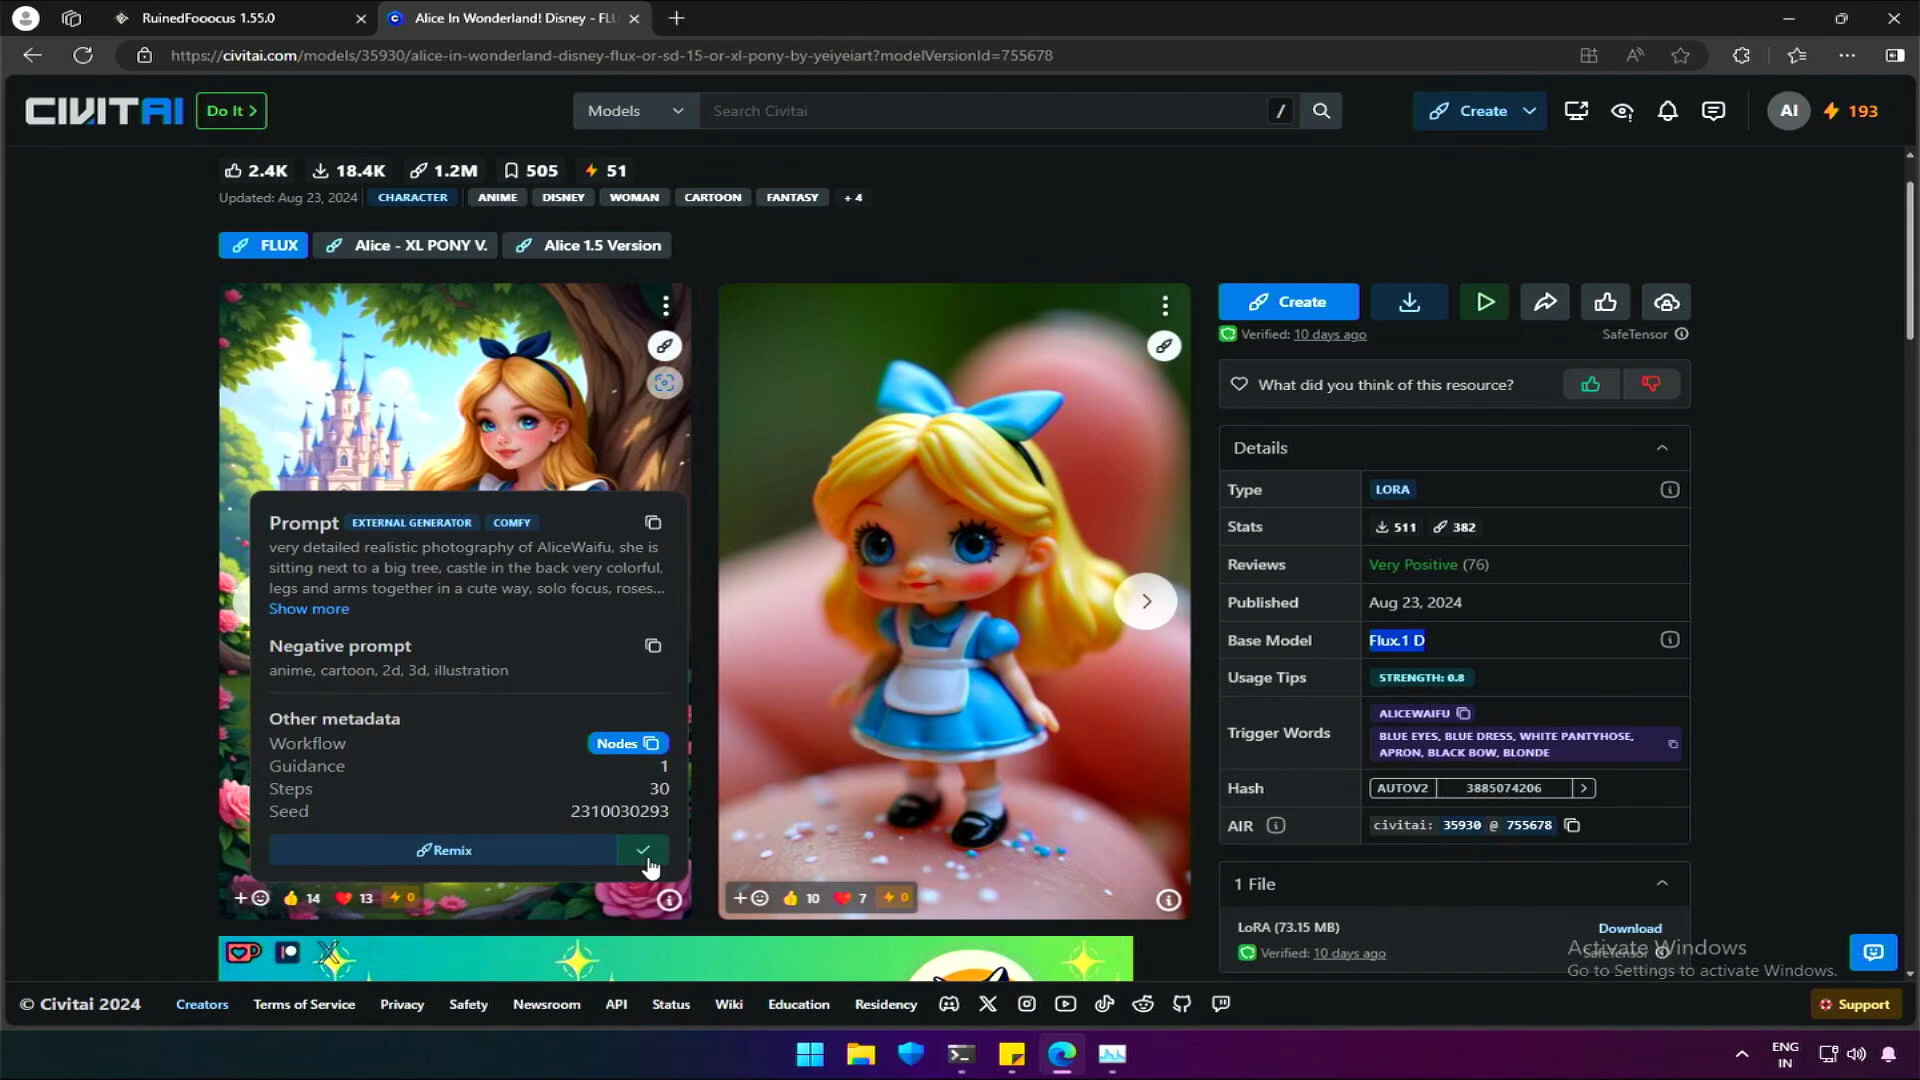 RuinedFooocus 1.55.0
Alice In Wonderland! Disney - FLU
https://civitai.com/models/35930/alice-in-wonderland-disney-flux-or-sd-15-or-xl-pony-by-yeiyeiart?modelVersionId=755678
CIVITAI
Do It >
Models
Search Civitai
/
Create
AI
193
2.4K 18.4K 1.2M 505 51
Updated: Aug 23, 2024 CHARACTER ANIME DISNEY WOMAN CARTOON FANTASY + 4
FLUX
Alice - XL PONY V.
Alice 1.5 Version
Prompt EXTERNAL GENERATOR COMFY
very detailed realistic photography of AliceWaifu, she is
sitting next to a big tree, castle in the back very colorful,
legs and arms together in a cute way, solo focus, roses...
Show more
Negative prompt
anime, cartoon, 2d, 3d, illustration
Other metadata
Workflow Nodes
Guidance 1
Steps 30
Seed 2310030293
Remix
14 13 0
10 7 0
Create
Verified: 10 days ago SafeTensor
What did you think of this resource?
Details
Type LORA
Stats 511 382
Reviews Very Positive (76)
Published Aug 23, 2024
Base Model Flux.1 D
Usage Tips STRENGTH: 0.8
Trigger Words ALICEWAIFU
BLUE EYES, BLUE DRESS, WHITE PANTYHOSE,
APRON, BLACK BOW, BLONDE
Hash AUTOV2 3885074206
AIR civitai: 35930 @ 755678
1 File
LoRA (73.15 MB) Download
Verified: 10 days ago SafeTensor
Activate Windows
Go to Settings to activate Windows.
© Civitai 2024 Creators Terms of Service Privacy Safety Newsroom API Status Wiki Education Residency
Support
ENG
IN